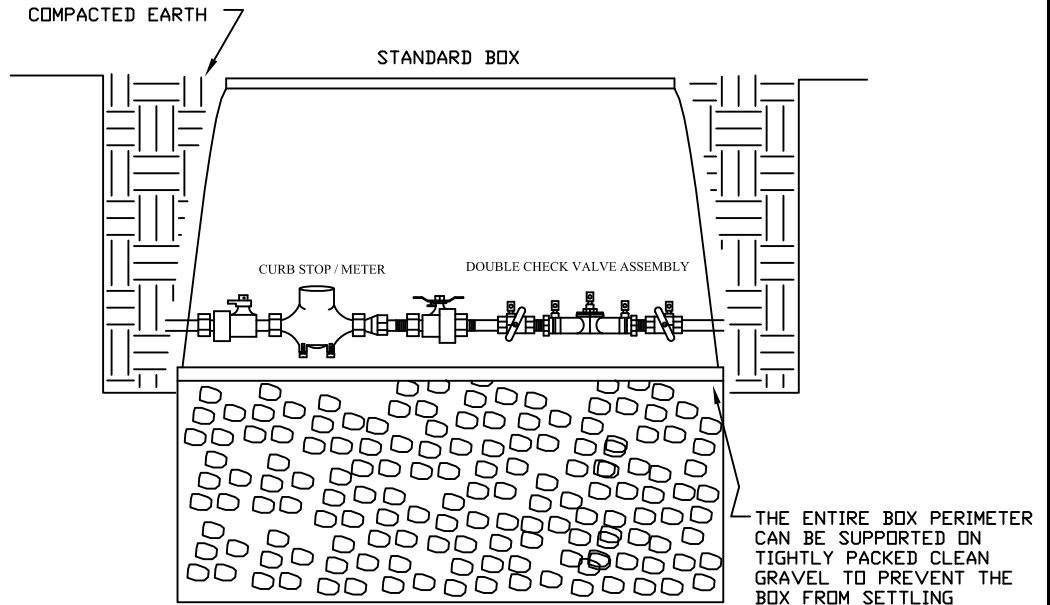 COMPACTED EARTH
STANDARD BOX
CURB STOP / METER
DOUBLE CHECK VALVE ASSEMBLY
THE ENTIRE BOX PERIMETER
CAN BE SUPPORTED ON
TIGHTLY PACKED CLEAN
GRAVEL TO PREVENT THE
BOX FROM SETTLING